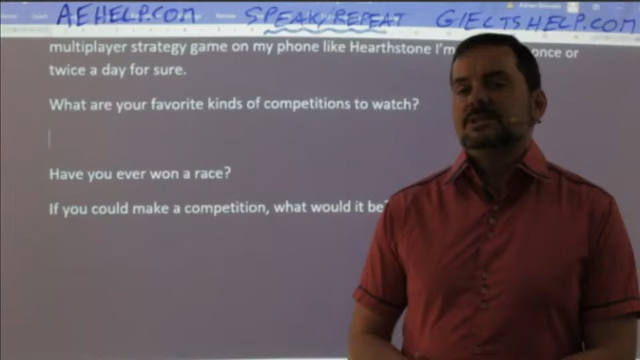 AEHELP.COM SPEAK/REPEAT GIELTSHELP.COM
multiplayer strategy game on my phone like Hearthstone I'm once or
twice a day for sure.
What are your favorite kinds of competitions to watch?
Have you ever won a race?
If you could make a competition, what would it be?